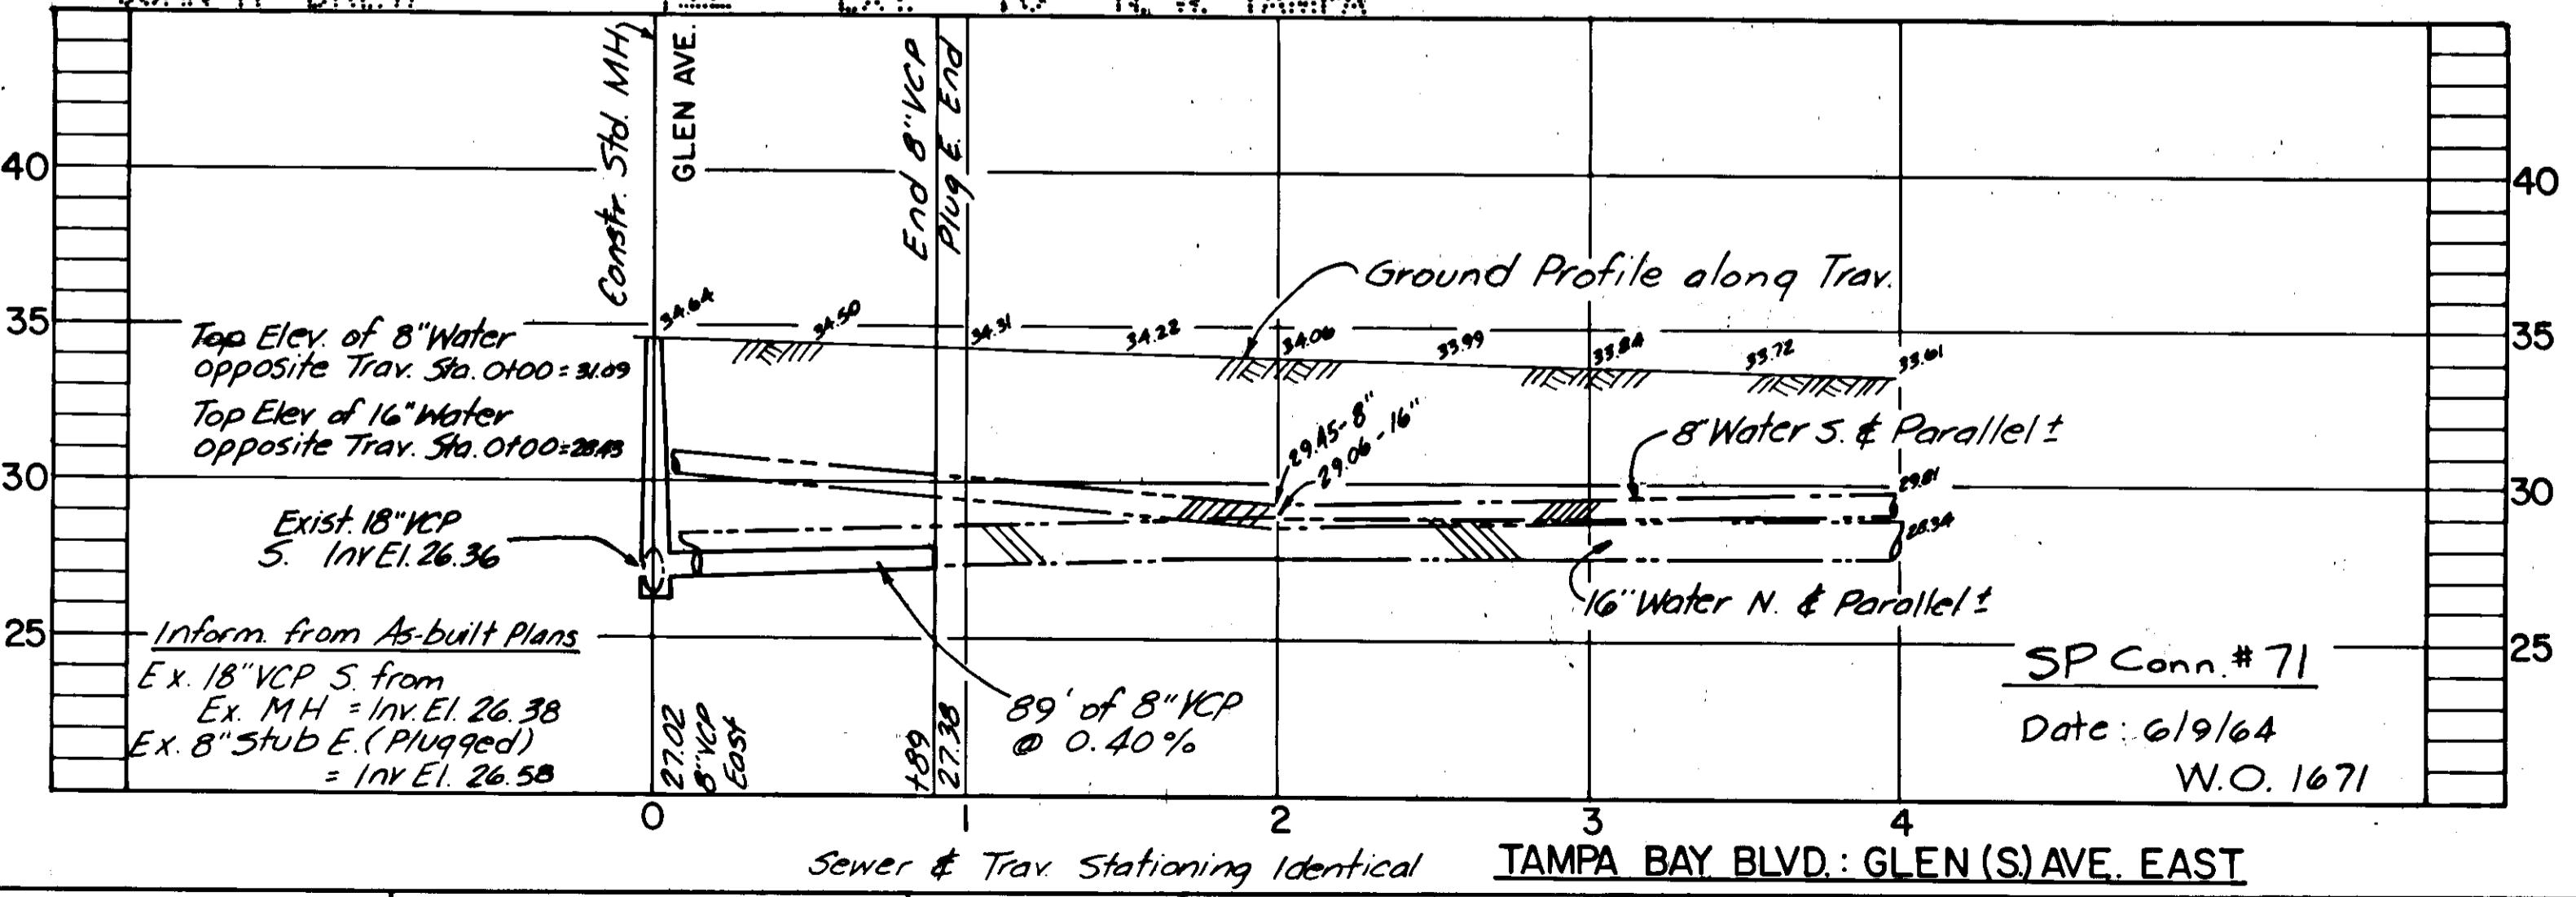 Constr. Std. MH
GLEN AVE.
End 8" VCP
Plug E. End
40
40
Ground Profile along Trav.
35
35
34.64
34.50
34.31
34.22
34.06
33.99
33.84
33.72
33.61
Top Elev. of 8" Water
opposite Trav. Sta. 0+00 = 31.09
Top Elev of 16" Water
opposite Trav. Sta. 0+00 = 28.43
29.45-8"
29.06-16"
8" Water S. & Parallel ±
30
30
29.81
28.34
Exist. 18" VCP
S. Inv El. 26.36
16" Water N. & Parallel ±
25
25
Inform. from As-built Plans
Ex. 18" VCP S. from
Ex. MH = Inv. El. 26.38
Ex. 8" Stub E. (Plugged)
= Inv El. 26.58
27.02
8" VCP
East
+89
27.38
89' of 8" VCP
@ 0.40%
SP Conn. # 71
Date: 6/9/64
W.O. 1671
0 1 2 3 4
Sewer & Trav. Stationing Identical
TAMPA BAY BLVD.: GLEN (S.) AVE. EAST